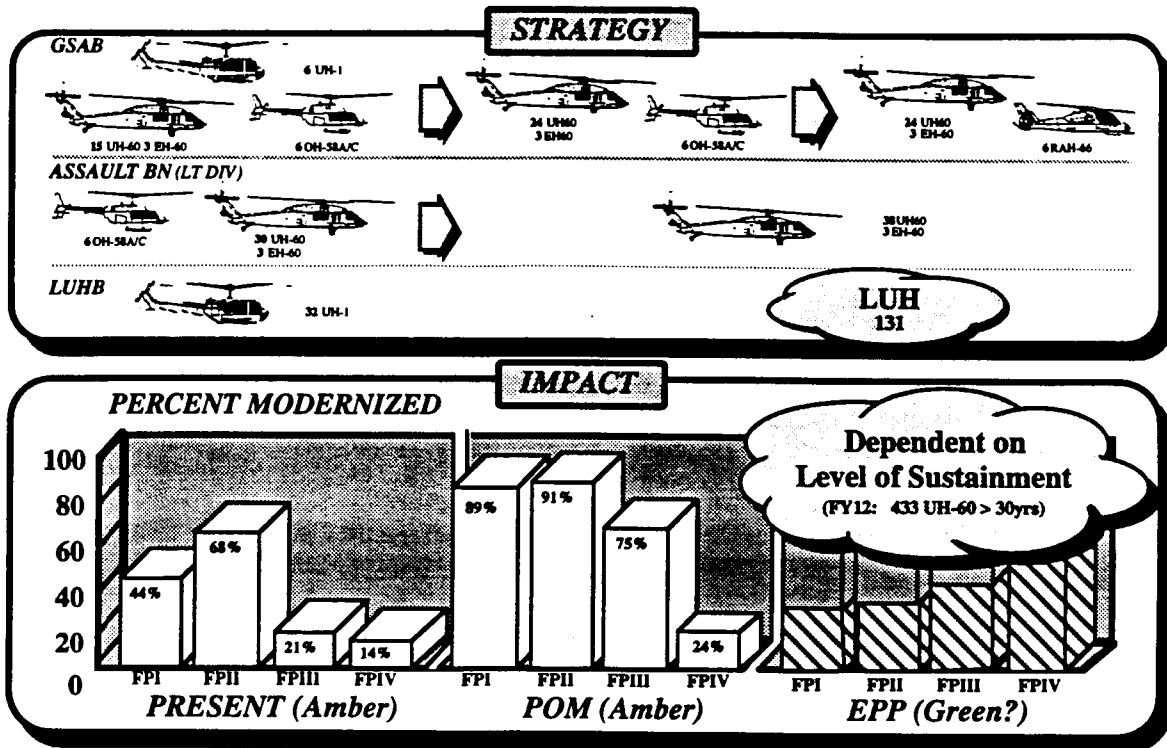 STRATEGY
GSAB
6 UH-1
15 UH-60 3 EH-60
6 OH-58A/C
24 UH60
3 EH60
6 OH-58A/C
24 UH60
3 EH-60
6 RAH-66
ASSAULT BN (LT DIV)
6 OH-58A/C
30 UH-60
3 EH-60
38 UH60
3 EH-60
LUHB
32 UH-1
LUH
131
IMPACT
PERCENT MODERNIZED
100
80
60
40
20
0
44%
68%
21%
14%
FPI
FPII
FPIII
FPIV
PRESENT (Amber)
89%
91%
75%
24%
FPI
FPII
FPIII
FPIV
POM (Amber)
Dependent on
Level of Sustainment
(FY12: 433 UH-60 > 30yrs)
FPI
FPII
FPIII
FPIV
EPP (Green?)